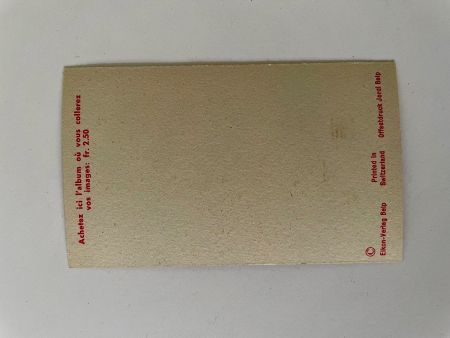 Achetez ici l'album où vous collerez
vos images: fr. 2.50
Printed in
Switzerland
Offsetdruck Jordi Belp
©
Eikon-Verlag Belp